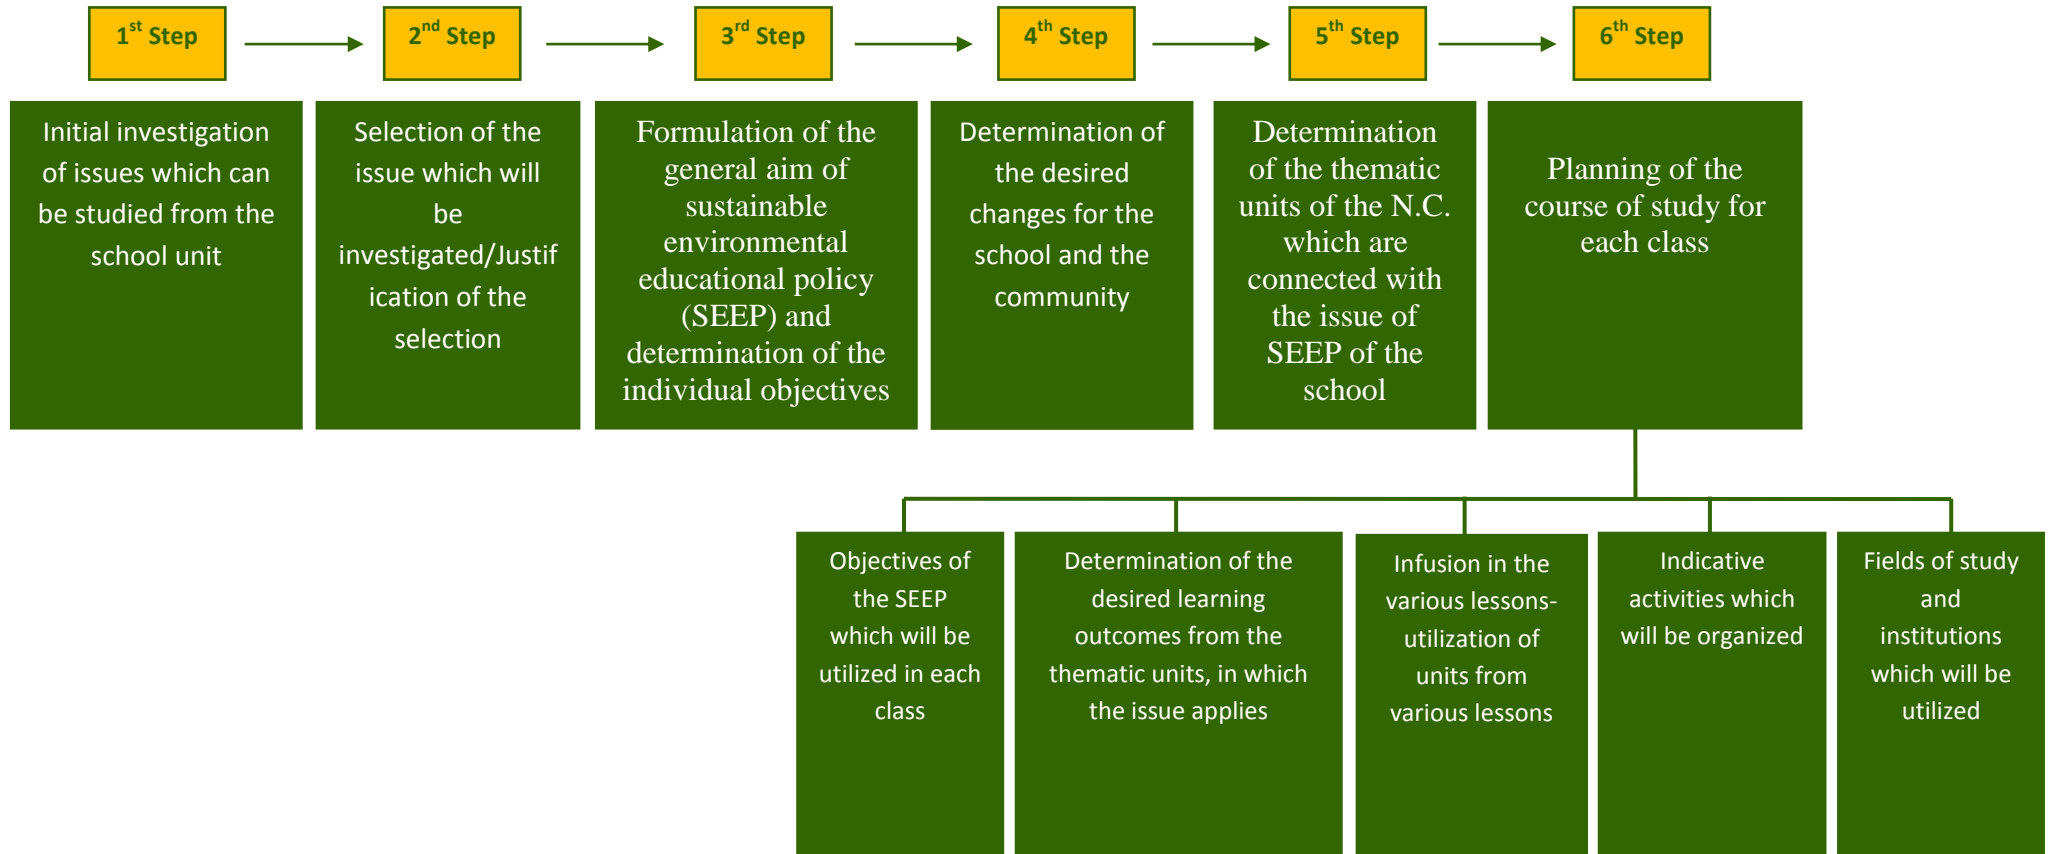 1st Step
2nd Step
3rd Step
4th Step
5th Step
6th Step
Initial investigation
of issues which can
be studied from the
school unit
Selection of the
issue which will
be
investigated/Justif
ication of the
selection
Formulation of the
general aim of
sustainable
environmental
educational policy
(SEEP) and
determination of the
individual objectives
Determination of
the desired
changes for the
school and the
community
Determination
of the thematic
units of the N.C.
which are
connected with
the issue of
SEEP of the
school
Planning of the
course of study for
each class
Objectives of
the SEEP
which will be
utilized in each
class
Determination of the
desired learning
outcomes from the
thematic units, in which
the issue applies
Infusion in the
various lessons-
utilization of
units from
various lessons
Indicative
activities which
will be organized
Fields of study
and
institutions
which will be
utilized